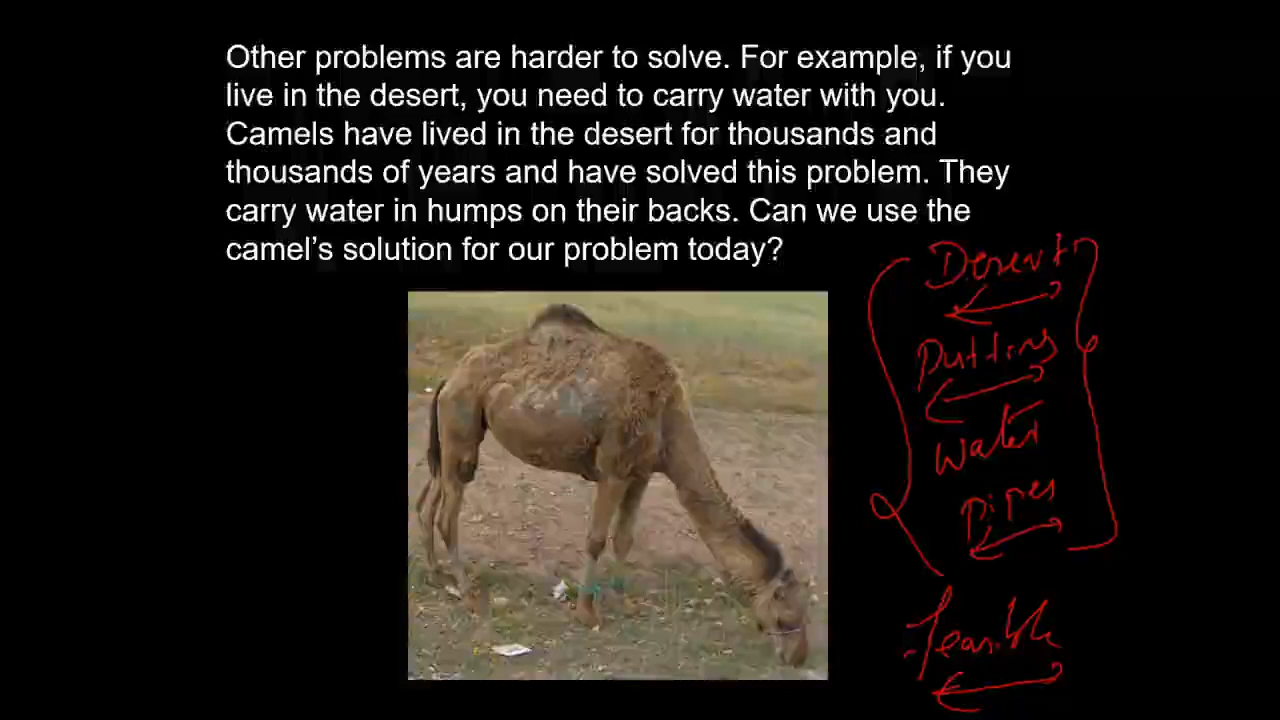 Other problems are harder to solve. For example, if you
live in the desert, you need to carry water with you.
Camels have lived in the desert for thousands and
thousands of years and have solved this problem. They
carry water in humps on their backs. Can we use the
camel’s solution for our problem today?
Desert
Putting
water
pipes
feasible